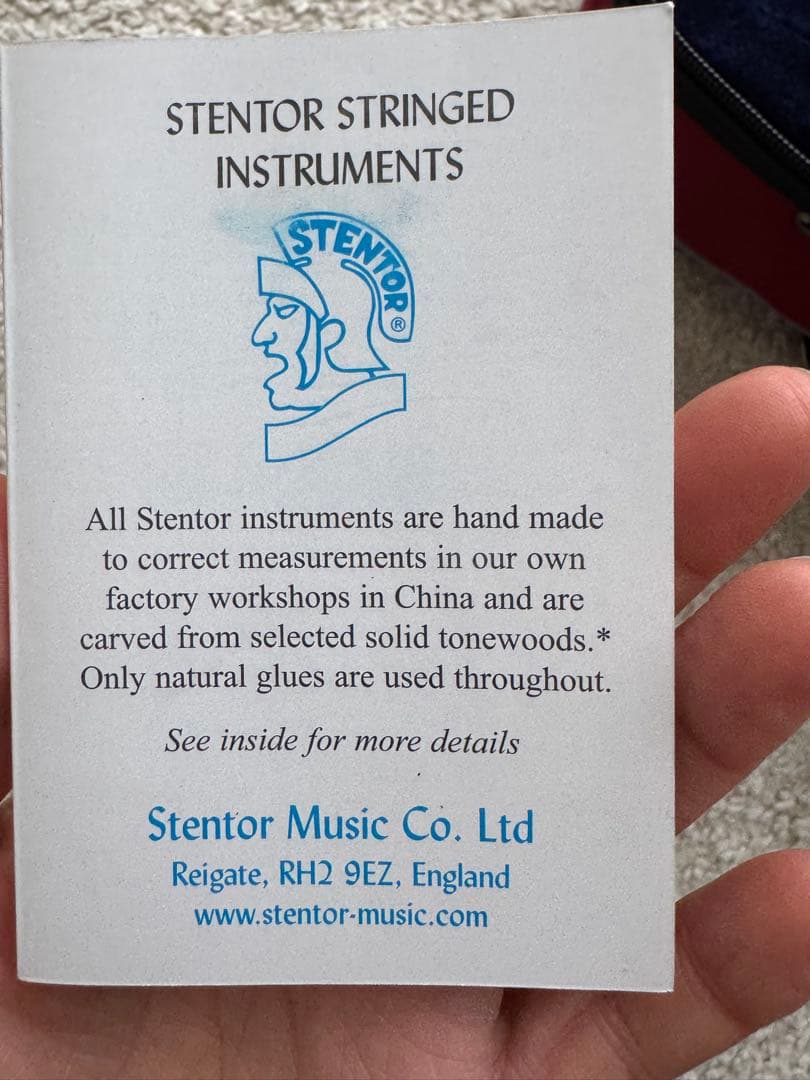 STENTOR STRINGED
INSTRUMENTS
STENTOR®
All Stentor instruments are hand made
to correct measurements in our own
factory workshops in China and are
carved from selected solid tonewoods.*
Only natural glues are used throughout.
See inside for more details
Stentor Music Co. Ltd
Reigate, RH2 9EZ, England
www.stentor-music.com